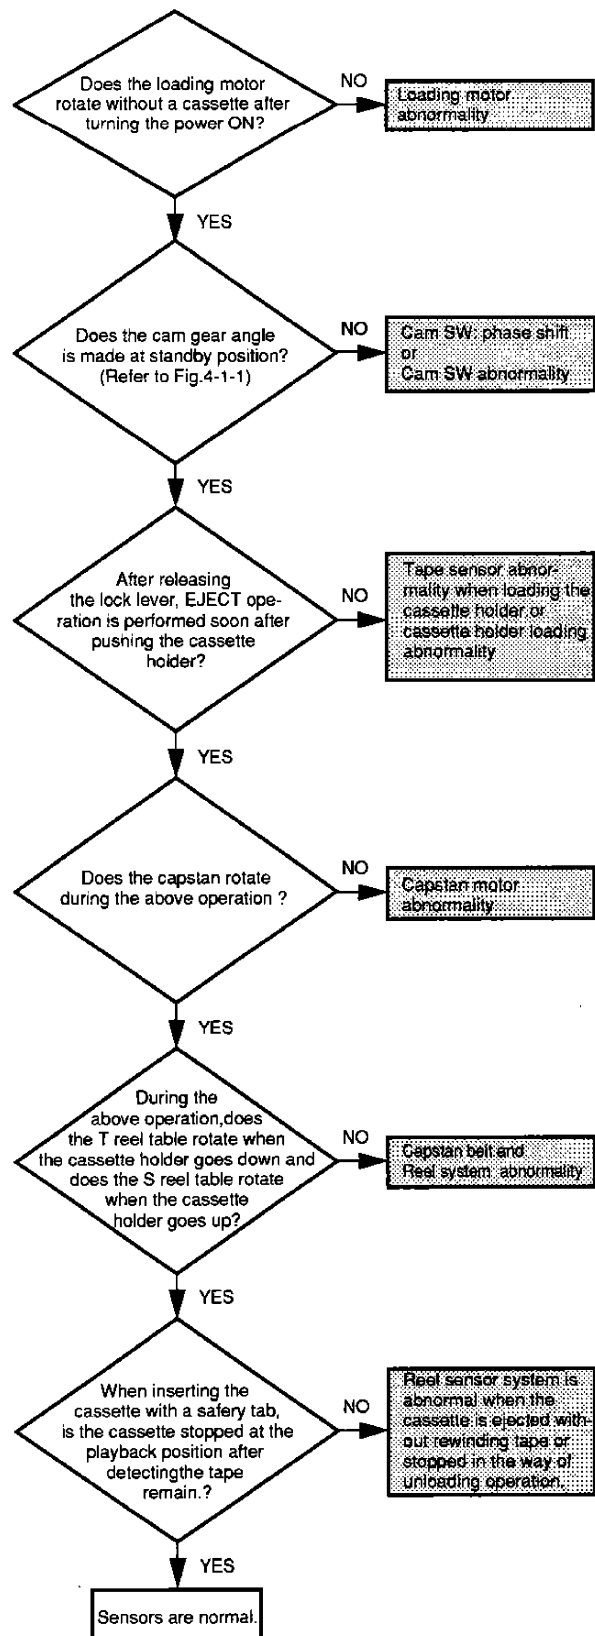 Does the loading motor
rotate without a cassette after
turning the power ON?
NO
Loading motor
abnormality
YES
Does the cam gear angle
is made at standby position?
(Refer to Fig.4-1-1)
NO
Cam SW: phase shift
or
Cam SW abnormality
YES
After releasing
the lock lever, EJECT ope-
ration is performed soon after
pushing the cassette
holder?
NO
Tape sensor abnor-
mality when loading the
cassette holder or
cassette holder loading
abnormality
YES
Does the capstan rotate
during the above operation ?
NO
Capstan motor
abnormality
YES
During the
above operation,does
the T reel table rotate when
the cassette holder goes down and
does the S reel table rotate
when the cassette
holder goes up?
NO
Capstan belt and
Reel system abnormality
YES
When inserting the
cassette with a safery tab,
is the cassette stopped at the
playback position after
detectingthe tape
remain.?
NO
Reel sensor system is
abnormal when the
cassette is ejected with-
out rewinding tape or
stopped in the way of
unloading operation.
YES
Sensors are normal.